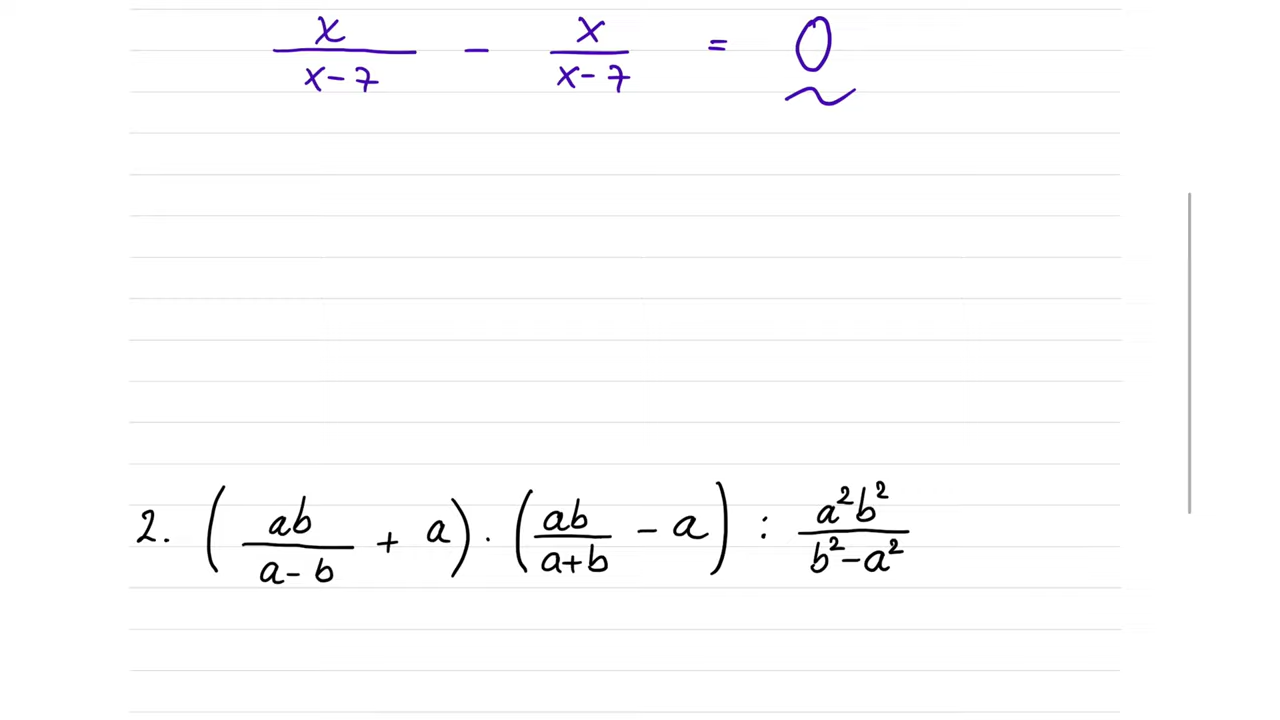 x/(x-7) - x/(x-7) = 0
2. (ab/(a-b) + a) · (ab/(a+b) - a) : a²b²/(b²-a²)